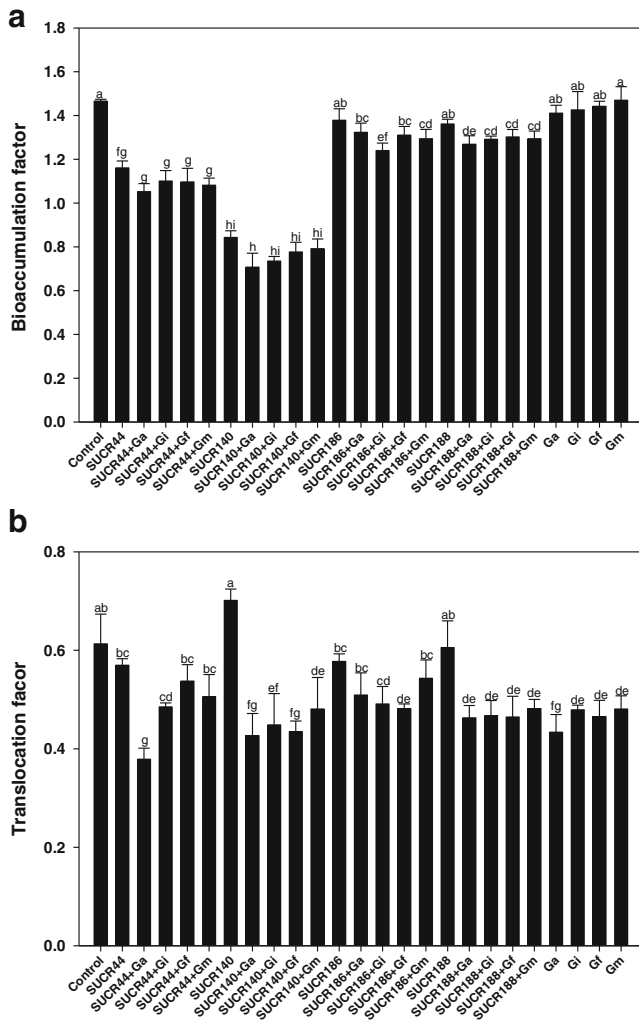 a
Bioaccumulation factor
1.8
1.6
1.4
1.2
1.0
0.8
0.6
0.4
0.2
0.0
a fg g g g g hi h hi hi hi ab bc ef bc cd ab de cd cd cd ab ab ab a
Control SUCR44 SUCR44+Ga SUCR44+Gi SUCR44+Gf SUCR44+Gm SUCR140 SUCR140+Ga SUCR140+Gi SUCR140+Gf SUCR140+Gm SUCR186 SUCR186+Ga SUCR186+Gi SUCR186+Gf SUCR186+Gm SUCR188 SUCR188+Ga SUCR188+Gi SUCR188+Gf SUCR188+Gm Ga Gi Gf Gm
b
Translocation facor
0.8
0.6
0.4
0.2
0.0
ab bc g cd bc bc a fg ef fg de bc bc cd de bc ab de de de de fg de de de
Control SUCR44 SUCR44+Ga SUCR44+Gi SUCR44+Gf SUCR44+Gm SUCR140 SUCR140+Ga SUCR140+Gi SUCR140+Gf SUCR140+Gm SUCR186 SUCR186+Ga SUCR186+Gi SUCR186+Gf SUCR186+Gm SUCR188 SUCR188+Ga SUCR188+Gi SUCR188+Gf SUCR188+Gm Ga Gi Gf Gm